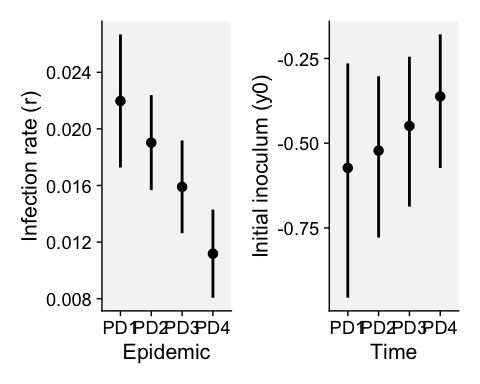 Infection rate (r)
0.024
0.020
0.016
0.012
0.008
PD1 PD2 PD3 PD4
Epidemic
Initial inoculum (y0)
-0.25
-0.50
-0.75
PD1 PD2 PD3 PD4
Time